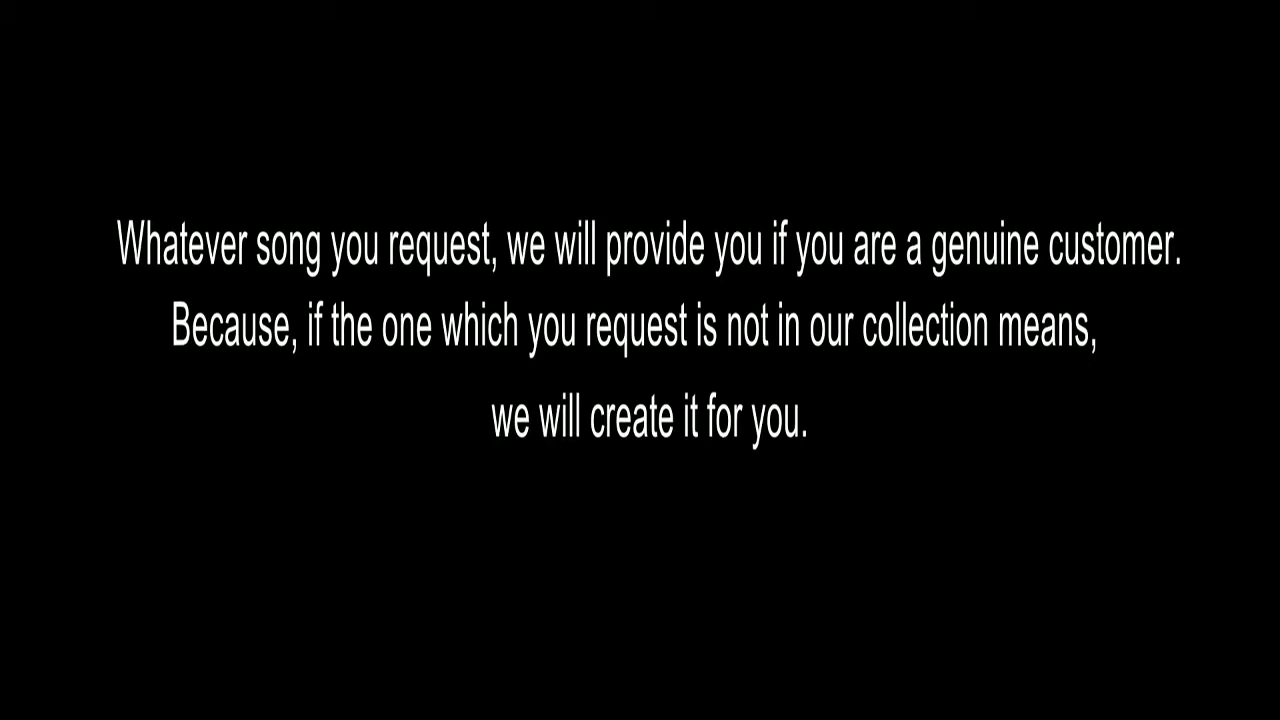 Whatever song you request, we will provide you if you are a genuine customer.
Because, if the one which you request is not in our collection means,
we will create it for you.